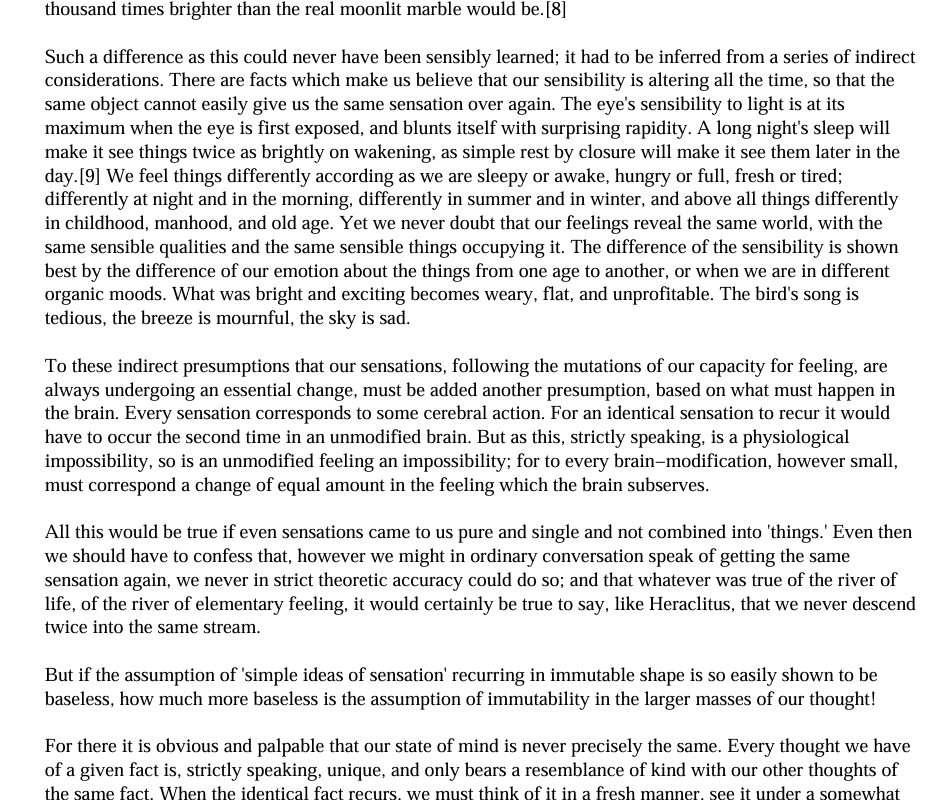 thousand times brighter than the real moonlit marble would be.[8]
Such a difference as this could never have been sensibly learned; it had to be inferred from a series of indirect
considerations. There are facts which make us believe that our sensibility is altering all the time, so that the
same object cannot easily give us the same sensation over again. The eye's sensibility to light is at its
maximum when the eye is first exposed, and blunts itself with surprising rapidity. A long night's sleep will
make it see things twice as brightly on wakening, as simple rest by closure will make it see them later in the
day.[9] We feel things differently according as we are sleepy or awake, hungry or full, fresh or tired;
differently at night and in the morning, differently in summer and in winter, and above all things differently
in childhood, manhood, and old age. Yet we never doubt that our feelings reveal the same world, with the
same sensible qualities and the same sensible things occupying it. The difference of the sensibility is shown
best by the difference of our emotion about the things from one age to another, or when we are in different
organic moods. What was bright and exciting becomes weary, flat, and unprofitable. The bird's song is
tedious, the breeze is mournful, the sky is sad.
To these indirect presumptions that our sensations, following the mutations of our capacity for feeling, are
always undergoing an essential change, must be added another presumption, based on what must happen in
the brain. Every sensation corresponds to some cerebral action. For an identical sensation to recur it would
have to occur the second time in an unmodified brain. But as this, strictly speaking, is a physiological
impossibility, so is an unmodified feeling an impossibility; for to every brain−modification, however small,
must correspond a change of equal amount in the feeling which the brain subserves.
All this would be true if even sensations came to us pure and single and not combined into 'things.' Even then
we should have to confess that, however we might in ordinary conversation speak of getting the same
sensation again, we never in strict theoretic accuracy could do so; and that whatever was true of the river of
life, of the river of elementary feeling, it would certainly be true to say, like Heraclitus, that we never descend
twice into the same stream.
But if the assumption of 'simple ideas of sensation' recurring in immutable shape is so easily shown to be
baseless, how much more baseless is the assumption of immutability in the larger masses of our thought!
For there it is obvious and palpable that our state of mind is never precisely the same. Every thought we have
of a given fact is, strictly speaking, unique, and only bears a resemblance of kind with our other thoughts of
the same fact. When the identical fact recurs, we must think of it in a fresh manner, see it under a somewhat